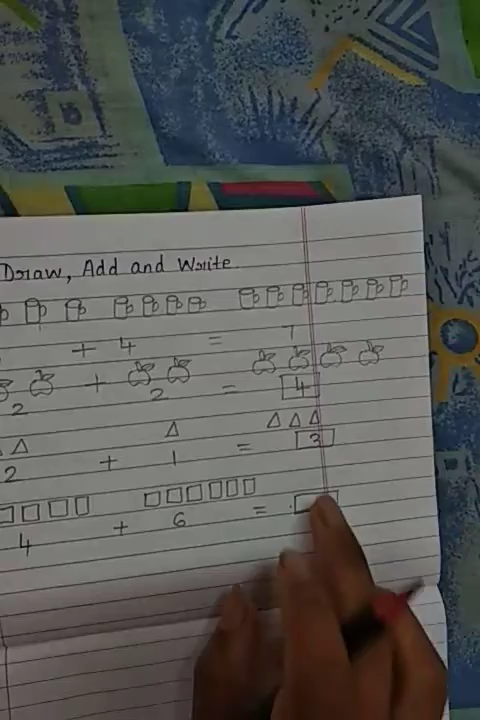 Draw, Add and Write
+ 4 = 7
2 + 2 = 4
2 + 1 = 3
4 + 6 =